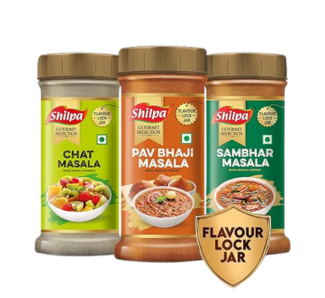 Shilpa
GOURMET
SELECTION
FLAVOUR
LOCK
JAR
CHAT
MASALA
Shilpa
GOURMET
SELECTION
FLAVOUR
LOCK
JAR
PAV BHAJI
MASALA
Shilpa
GOURMET
SELECTION
FLAVOUR
LOCK
JAR
SAMBHAR
MASALA
FLAVOUR
LOCK
JAR